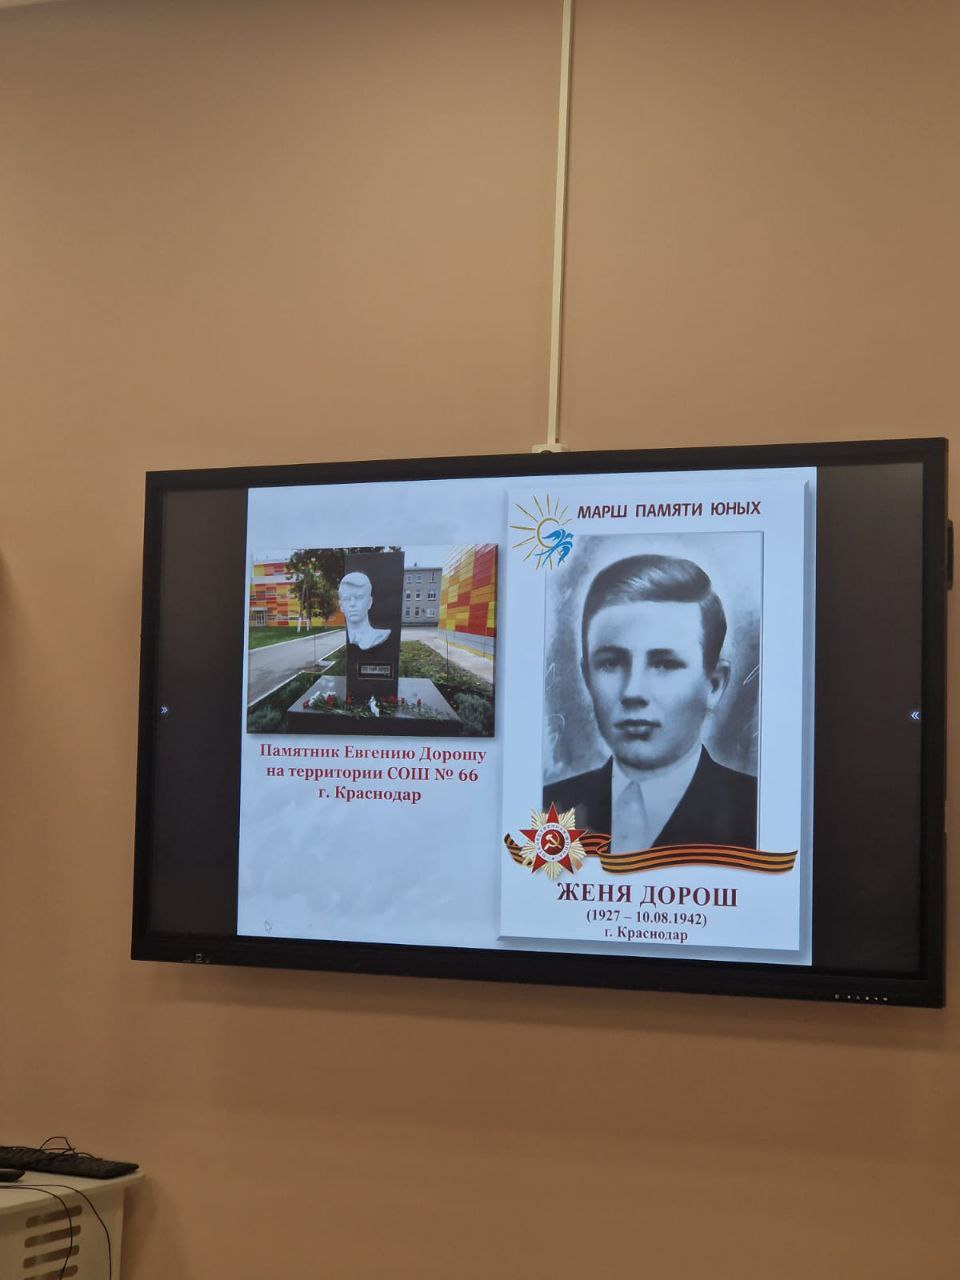 МАРШ ПАМЯТИ ЮНЫХ
Памятник Евгению Дорошу
на территории СОШ № 66
г. Краснодар
ЖЕНЯ ДОРОШ
(1927 – 10.08.1942)
г. Краснодар